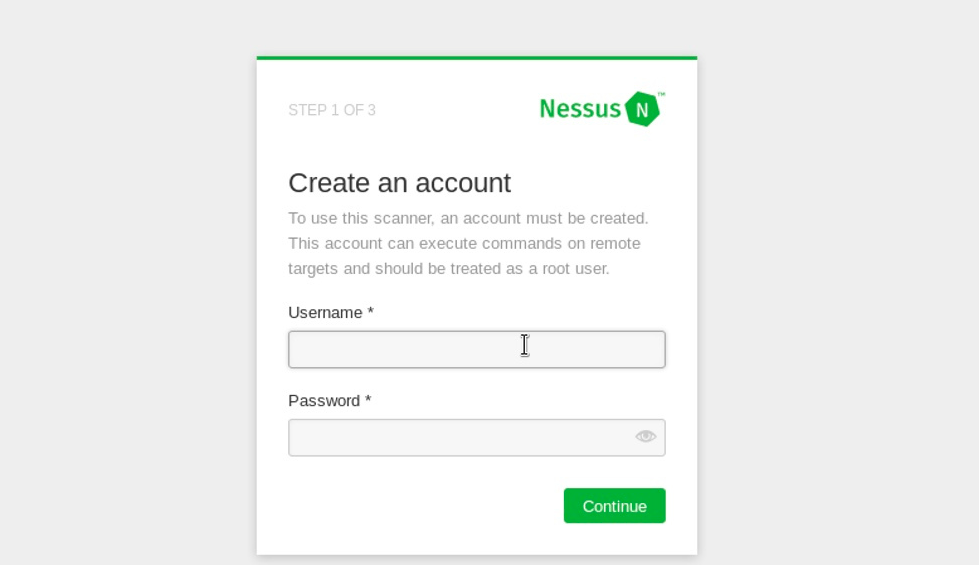 STEP 1 OF 3
Nessus N ™
Create an account
To use this scanner, an account must be created.
This account can execute commands on remote
targets and should be treated as a root user.
Username *
Password *
Continue